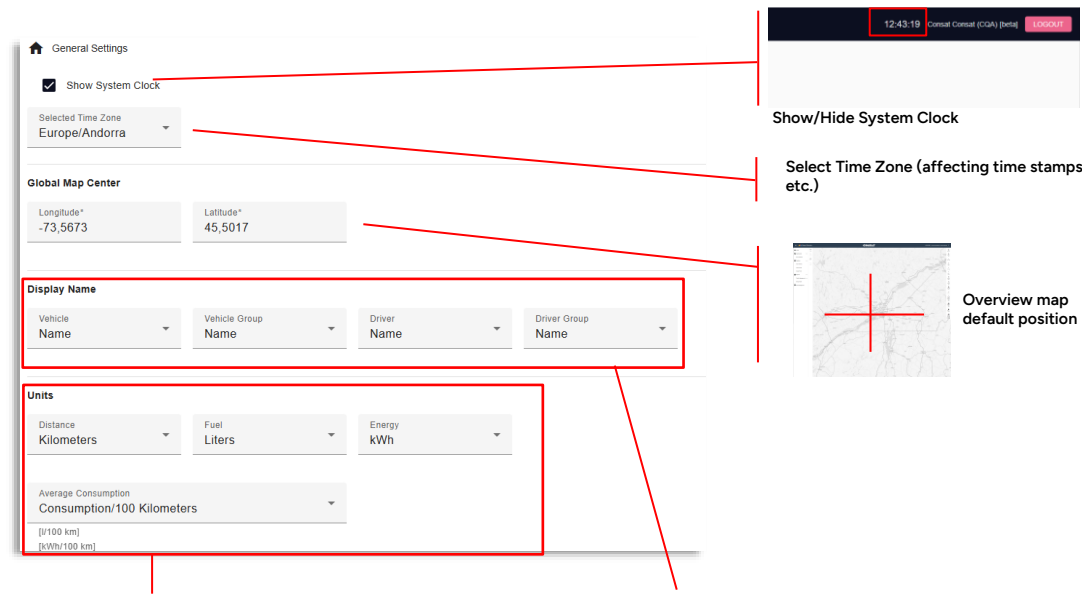 General Settings
Show System Clock
Selected Time Zone
Europe/Andorra
Global Map Center
Longitude*
-73,5673
Latitude*
45,5017
Display Name
Vehicle
Name
Vehicle Group
Name
Driver
Name
Driver Group
Name
Units
Distance
Kilometers
Fuel
Liters
Energy
kWh
Average Consumption
Consumption/100 Kilometers
[l/100 km]
[kWh/100 km]
12:43:19 Consat Consat (CQA) [beta] LOGOUT
Show/Hide System Clock
Select Time Zone (affecting time stamps
etc.)
Overview map
default position